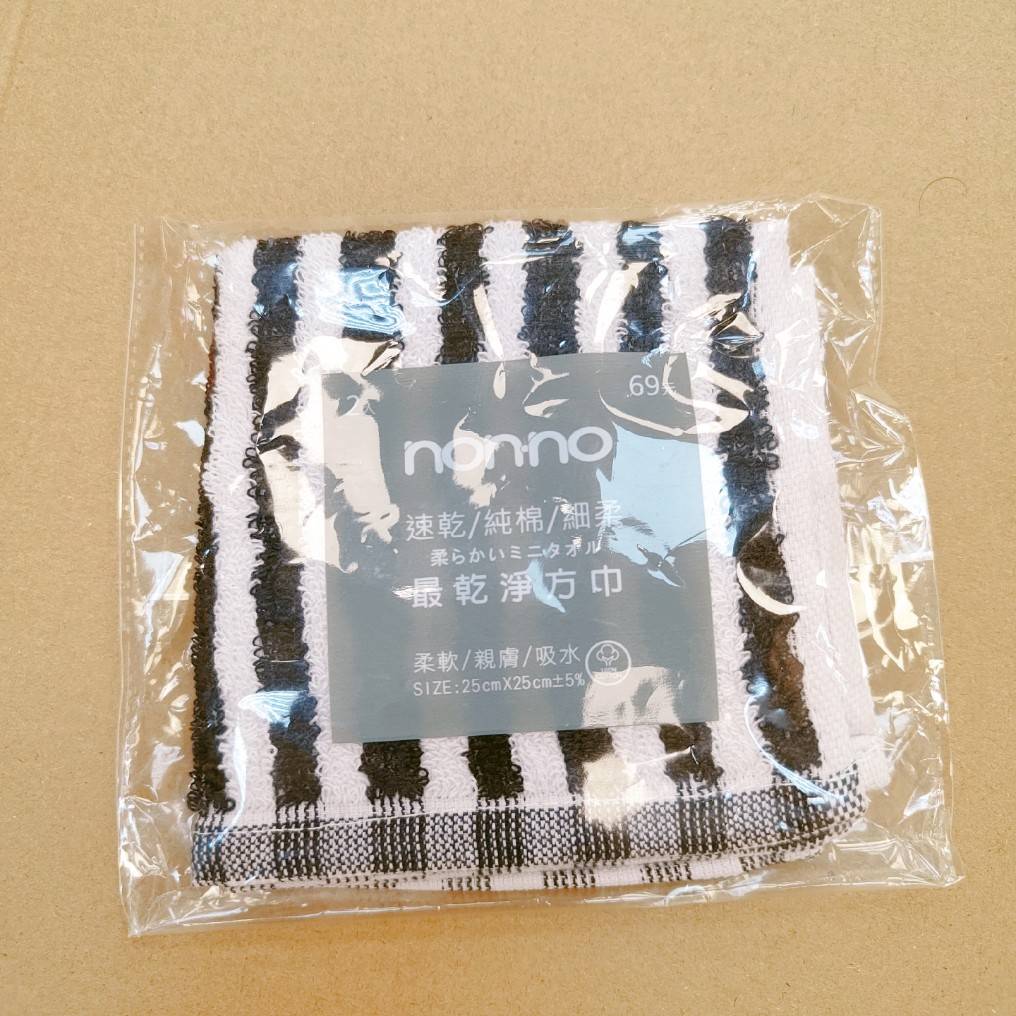 69元
non-no
速乾/純棉/細柔
柔らかいミニタオル
最乾淨方巾
柔軟/親膚/吸水
SIZE:25cmX25cm±5%